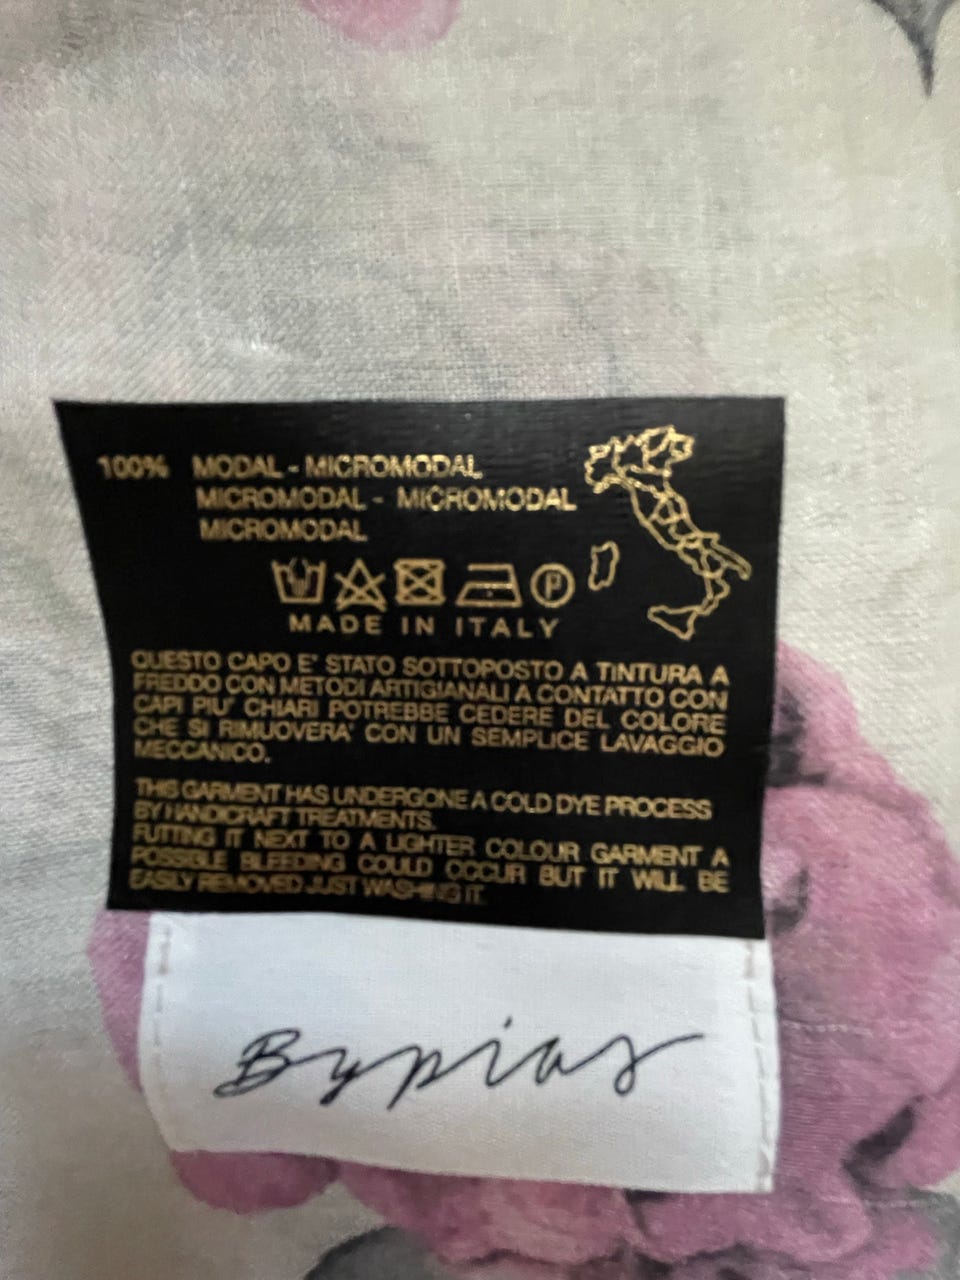 100% MODAL - MICROMODAL
MICROMODAL - MICROMODAL
MICROMODAL
P
MADE IN ITALY
QUESTO CAPO E' STATO SOTTOPOSTO A TINTURA A
FREDDO CON METODI ARTIGIANALI A CONTATTO CON
CAPI PIU' CHIARI POTREBBE CEDERE DEL COLORE
CHE SI RIMUOVERA' CON UN SEMPLICE LAVAGGIO
MECCANICO.
THIS GARMENT HAS UNDERGONE A COLD DYE PROCESS
BY HANDICRAFT TREATMENTS.
PUTTING IT NEXT TO A LIGHTER COLOUR GARMENT A
POSSIBLE BLEEDING COULD OCCUR BUT IT WILL BE
EASILY REMOVED JUST WASHING IT.
Bypias